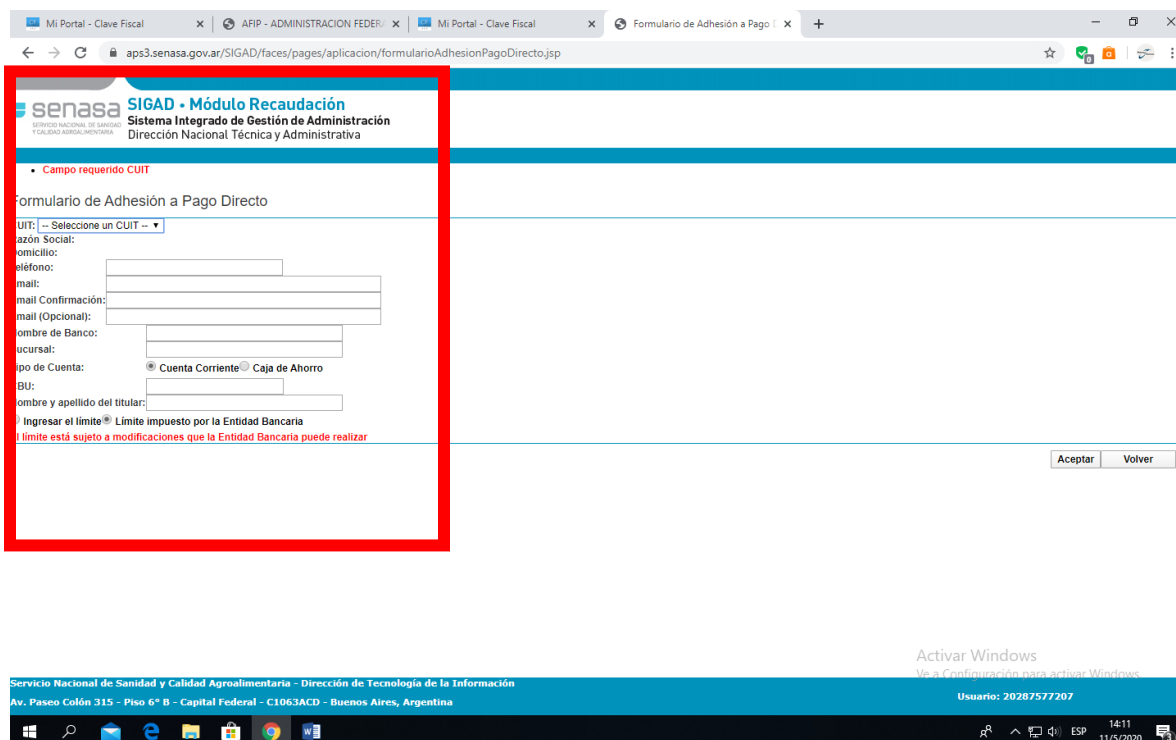 Mi Portal - Clave Fiscal
AFIP - ADMINISTRACION FEDERA
Mi Portal - Clave Fiscal
Formulario de Adhesión a Pago D
aps3.senasa.gov.ar/SIGAD/faces/pages/aplicacion/formularioAdhesionPagoDirecto.jsp
senasa
SERVICIO NACIONAL DE SANIDAD
Y CALIDAD AGROALIMENTARIA
SIGAD • Módulo Recaudación
Sistema Integrado de Gestión de Administración
Dirección Nacional Técnica y Administrativa
• Campo requerido CUIT
Formulario de Adhesión a Pago Directo
UIT: -- Seleccione un CUIT --
azón Social:
omicilio:
eléfono:
mail:
mail Confirmación:
mail (Opcional):
ombre de Banco:
ucursal:
ipo de Cuenta: Cuenta Corriente Caja de Ahorro
BU:
ombre y apellido del titular:
Ingresar el límite Límite impuesto por la Entidad Bancaria
l límite está sujeto a modificaciones que la Entidad Bancaria puede realizar
Aceptar Volver
Activar Windows
Ve a Configuración para activar Windows.
Servicio Nacional de Sanidad y Calidad Agroalimentaria - Dirección de Tecnología de la Información
Av. Paseo Colón 315 - Piso 6° B - Capital Federal - C1063ACD - Buenos Aires, Argentina
Usuario: 20287577207
ESP
14:11
11/5/2020